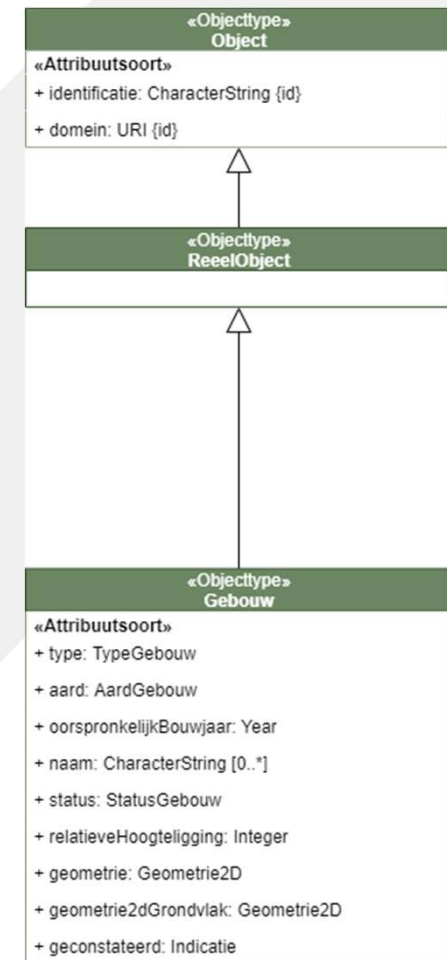 «Objecttype»
Object
«Attribuutsoort»
+ identificatie: CharacterString {id}
+ domein: URI {id}
«Objecttype»
ReeelObject
«Objecttype»
Gebouw
«Attribuutsoort»
+ type: TypeGebouw
+ aard: AardGebouw
+ oorspronkelijkBouwjaar: Year
+ naam: CharacterString [0..*]
+ status: StatusGebouw
+ relatieveHoogteligging: Integer
+ geometrie: Geometrie2D
+ geometrie2dGrondvlak: Geometrie2D
+ geconstateerd: Indicatie